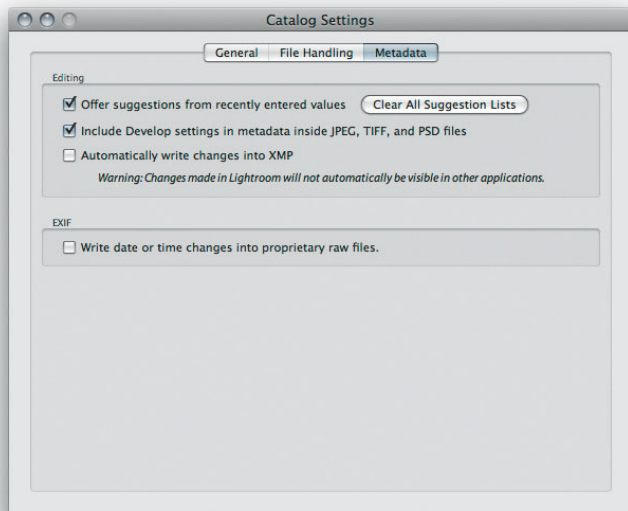 Catalog Settings
General File Handling Metadata
Editing
Offer suggestions from recently entered values Clear All Suggestion Lists
Include Develop settings in metadata inside JPEG, TIFF, and PSD files
Automatically write changes into XMP
Warning: Changes made in Lightroom will not automatically be visible in other applications.
EXIF
Write date or time changes into proprietary raw files.